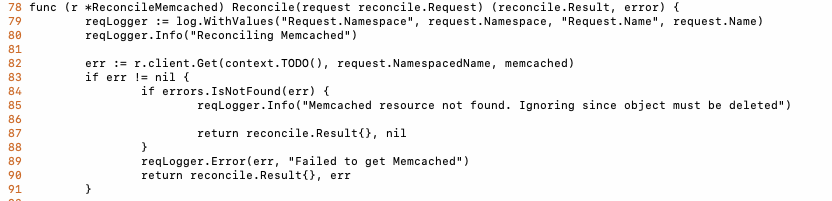 78 func (r *ReconcileMemcached) Reconcile(request reconcile.Request) (reconcile.Result, error) {
79         reqLogger := log.WithValues("Request.Namespace", request.Namespace, "Request.Name", request.Name)
80         reqLogger.Info("Reconciling Memcached")
81
82         err := r.client.Get(context.TODO(), request.NamespacedName, memcached)
83         if err != nil {
84                 if errors.IsNotFound(err) {
85                         reqLogger.Info("Memcached resource not found. Ignoring since object must be deleted")
86
87                         return reconcile.Result{}, nil
88                 }
89                 reqLogger.Error(err, "Failed to get Memcached")
90                 return reconcile.Result{}, err
91         }